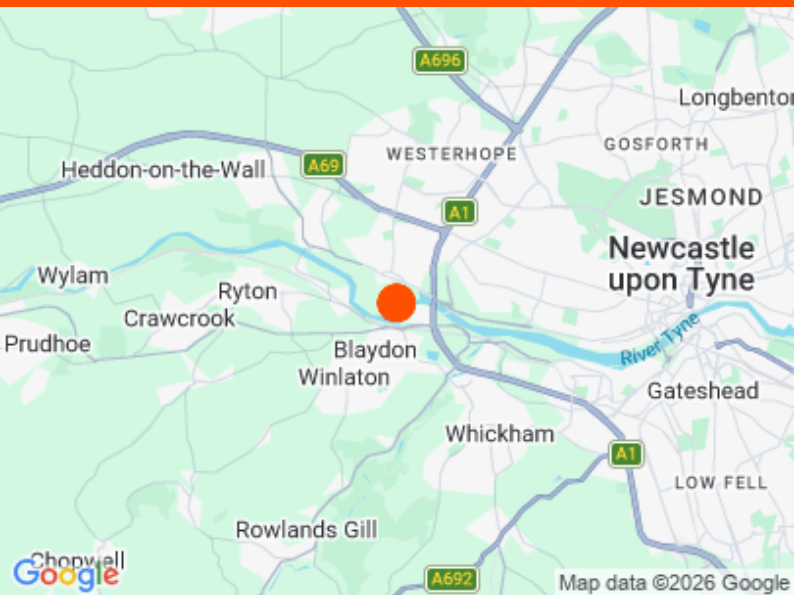 A696
Longbenton
GOSFORTH
WESTERHOPE
A69
Heddon-on-the-Wall
JESMOND
A1
Newcastle
upon Tyne
Wylam
Ryton
Crawcrook
River Tyne
Prudhoe
Blaydon
Winlaton
Gateshead
Whickham
A1
LOW FELL
Rowlands Gill
Chopwell
Google
A692
Map data ©2026 Google